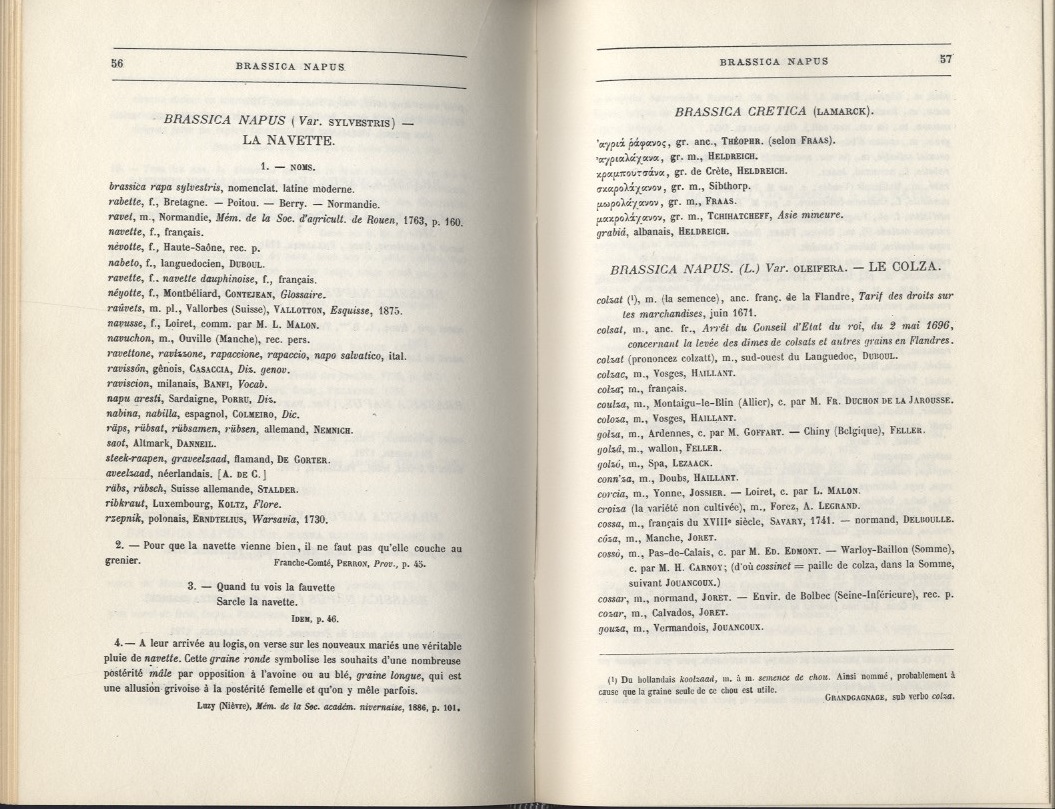 56
BRASSICA NAPUS
BRASSICA NAPUS (Var. SYLVESTRIS) —
LA NAVETTE.
1. — NOMS.
brassica rapa sylvestris, nomenclat. latine moderne.
rabette, f., Bretagne. — Poitou. — Berry. — Normandie.
ravet, m., Normandie, Mém. de la Soc. d'agricult. de Rouen, 1763, p. 160.
navette, f., français.
névotte, f., Haute-Saône, rec. p.
nabeto, f., languedocien, DUBOUL.
ravette, f.. navette dauphinoise, f., français.
néyotte, f., Montbéliard, CONTEJEAN, Glossaire.
raûvets, m. pl., Vallorbes (Suisse), VALLOTTON, Esquisse, 1875.
navusse, f., Loiret, comm. par M. L. MALON.
navuchon, m., Ouville (Manche), rec. pers.
ravettone, ravizzone, rapaccione, rapaccio, napo salvatico, ital.
ravissón, gênois, CASACCIA, Diz. genov.
raviscion, milanais, BANFI, Vocab.
napu aresti, Sardaigne, PORRU, Diz.
nabina, nabilla, espagnol, COLMEIRO, Dic.
räps, rübsat, rübsamen, rübsen, allemand, NEMNICH.
saot, Altmark, DANNEIL.
steek-raapen, graveelzaad, flamand, DE GORTER.
aveelzaad, néerlandais. [A. DE C.]
räbs, räbsch, Suisse allemande, STALDER.
ribkraut, Luxembourg, KOLTZ, Flore.
rzepnik, polonais, ERNDTELIUS, Warsavia, 1730.
2. — Pour que la navette vienne bien, il ne faut pas qu'elle couche au
grenier. Franche-Comté, PERRON, Prov., p. 45.
3. — Quand tu vois la fauvette
Sarcle la navette.
IDEM, p. 46.
4. — A leur arrivée au logis, on verse sur les nouveaux mariés une véritable
pluie de navette. Cette graine ronde symbolise les souhaits d'une nombreuse
postérité mâle par opposition à l'avoine ou au blé, graine longue, qui est
une allusion grivoise à la postérité femelle et qu'on y mêle parfois.
Luzy (Nièvre), Mém. de la Soc. académ. nivernaise, 1886, p. 101.
BRASSICA NAPUS
57
BRASSICA CRETICA (LAMARCK).
ἀγριά ῥάφανος, gr. anc., THÉOPHR. (selon FRAAS).
ἀγριαλάχανα, gr. m., HELDREICH.
κραμπουτσάνα, gr. de Crète, HELDREICH.
σκαρολάχανον, gr. m., Sibthorp.
μωρολάχανον, gr. m., FRAAS.
μακρολάχανον, gr. m., TCHIHATCHEFF, Asie mineure.
grabiá, albanais, HELDREICH.
BRASSICA NAPUS. (L.) Var. OLEIFERA. — LE COLZA.
colzat (¹), m. (la semence), anc. franç. de la Flandre, Tarif des droits sur
les marchandises, juin 1671.
colsat, m., anc. fr., Arrêt du Conseil d'Etat du roi, du 2 mai 1696,
concernant la levée des dîmes de colsats et autres grains en Flandres.
colzat (prononcez colzatt), m., sud-ouest du Languedoc, DUBOUL.
colzac, m., Vosges, HAILLANT.
colza, m., français.
coulza, m., Montaigu-le-Blin (Allier), c. par M. FR. DUCHON DE LA JAROUSSE.
coloza, m., Vosges, HAILLANT.
golza, m., Ardennes, c. par M. GOFFART. — Chiny (Belgique), FELLER.
golzâ, m., wallon, FELLER.
golzó, m., Spa, LEZAACK.
conn'za, m., Doubs, HAILLANT.
corcia, m., Yonne, JOSSIER. — Loiret, c. par L. MALON.
croiza (la variété non cultivée), m., Forez, A. LEGRAND.
cossa, m., français du XVIIIᵉ siècle, SAVARY, 1741. — normand, DELBOULLE.
côza, m., Manche, JORET.
cossó, m., Pas-de-Calais, c. par M. ED. EDMONT. — Warloy-Baillon (Somme),
c. par M. H. CARNOY; (d'où cossinet = paille de colza, dans la Somme,
suivant JOUANCOUX.)
cossar, m., normand, JORET. — Envir. de Bolbec (Seine-Inférieure), rec. p.
cozar, m., Calvados, JORET.
gouza, m., Vermandois, JOUANCOUX.
(¹) Du hollandais koolzaad, m. à m. semence de chou. Ainsi nommé, probablement à
cause que la graine seule de ce chou est utile.
GRANDGAGNAGE, sub verbo colza.